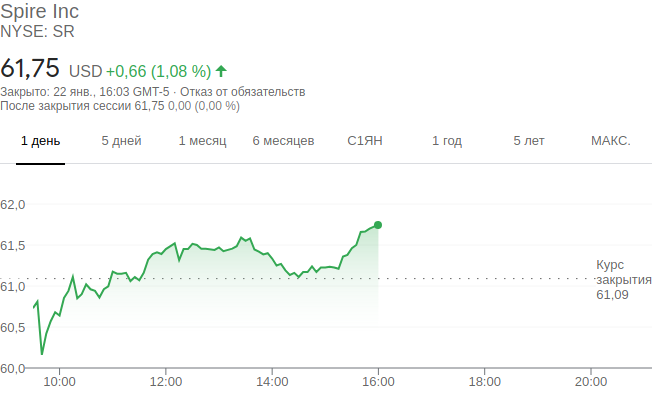 Spire Inc
NYSE: SR
61,75 USD +0,66 (1,08 %)
Закрыто: 22 янв., 16:03 GMT-5 · Отказ от обязательств
После закрытия сессии 61,75 0,00 (0,00 %)
1 день 5 дней 1 месяц 6 месяцев С1ЯН 1 год 5 лет МАКС.
62,0
61,5
Курс
закрытия
61,09
61,0
60,5
60,0
10:00 12:00 14:00 16:00 18:00 20:00